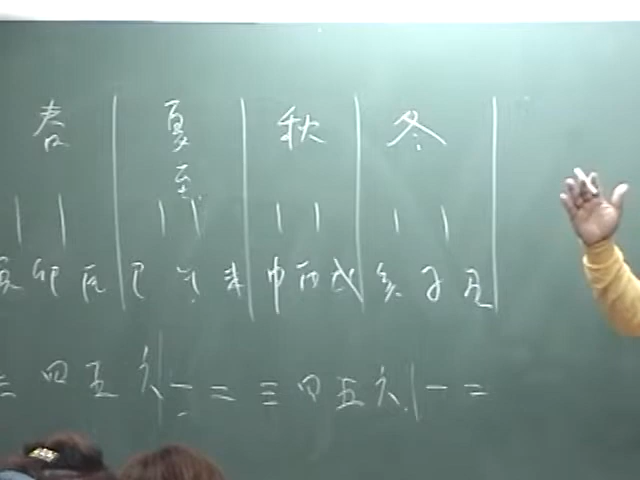 春 夏 秋 冬
至
寅 卯 辰 巳 午 未 申 酉 戌 亥 子 丑
三 四 五 六 一 二 三 四 五 六 一 二